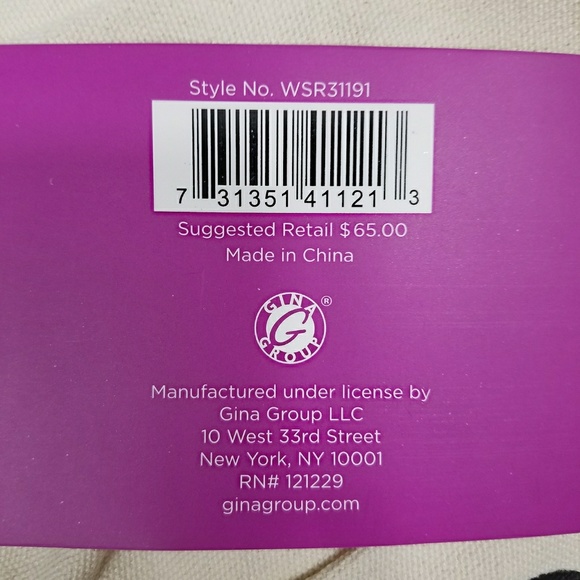 Style No. WSR31191
7 31351 41121 3
Suggested Retail $65.00
Made in China
GINA ®
G
GROUP
Manufactured under license by
Gina Group LLC
10 West 33rd Street
New York, NY 10001
RN# 121229
ginagroup.com